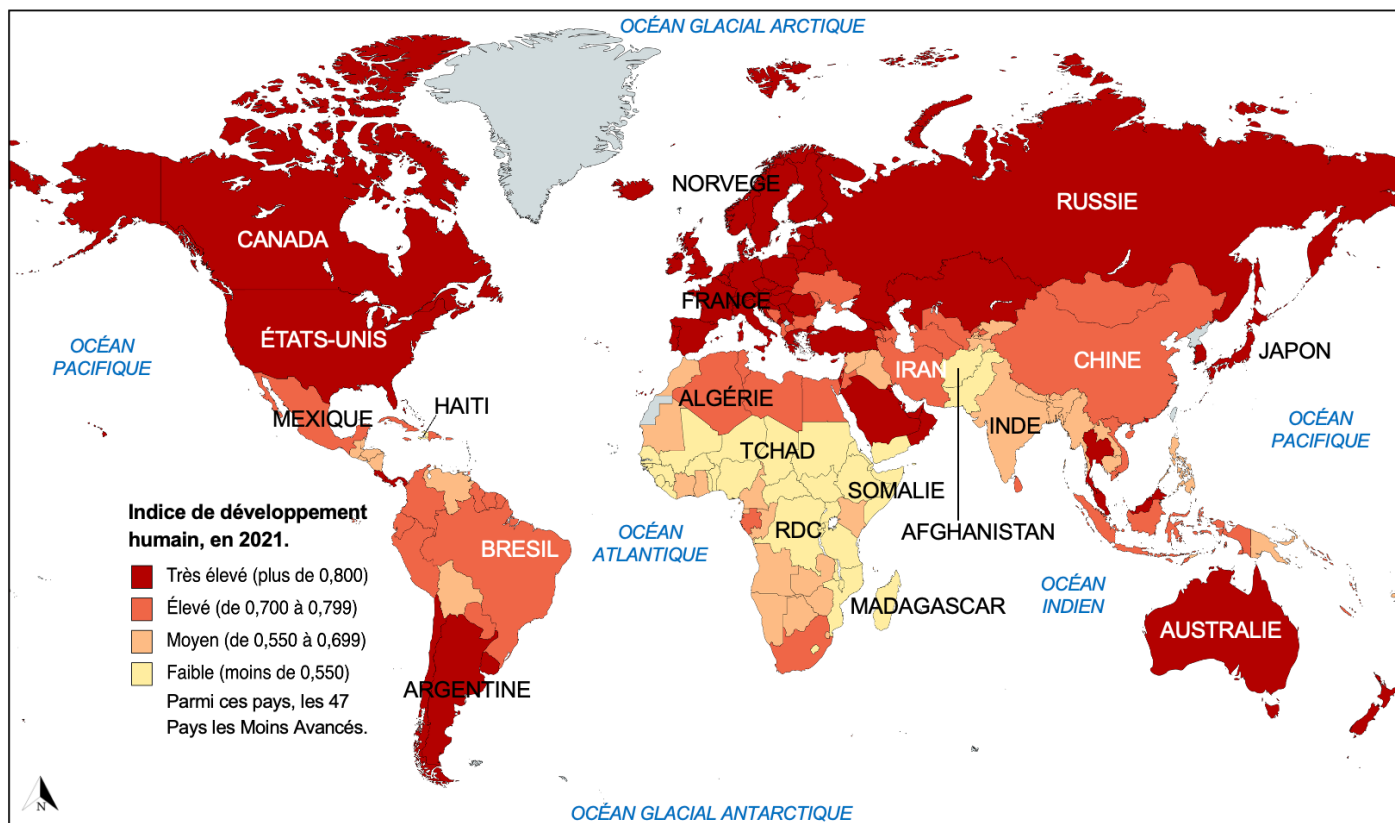 OCÉAN GLACIAL ARCTIQUE
NORVEGE
RUSSIE
CANADA
FRANCE
ÉTATS-UNIS
OCÉAN
PACIFIQUE
JAPON
CHINE
IRAN
ALGÉRIE
HAITI
MEXIQUE
INDE
OCÉAN
PACIFIQUE
TCHAD
SOMALIE
AFGHANISTAN
RDC
OCÉAN
ATLANTIQUE
BRESIL
OCÉAN
INDIEN
MADAGASCAR
AUSTRALIE
ARGENTINE
Indice de développement
humain, en 2021.
Très élevé (plus de 0,800)
Élevé (de 0,700 à 0,799)
Moyen (de 0,550 à 0,699)
Faible (moins de 0,550)
Parmi ces pays, les 47
Pays les Moins Avancés.
N
OCÉAN GLACIAL ANTARCTIQUE